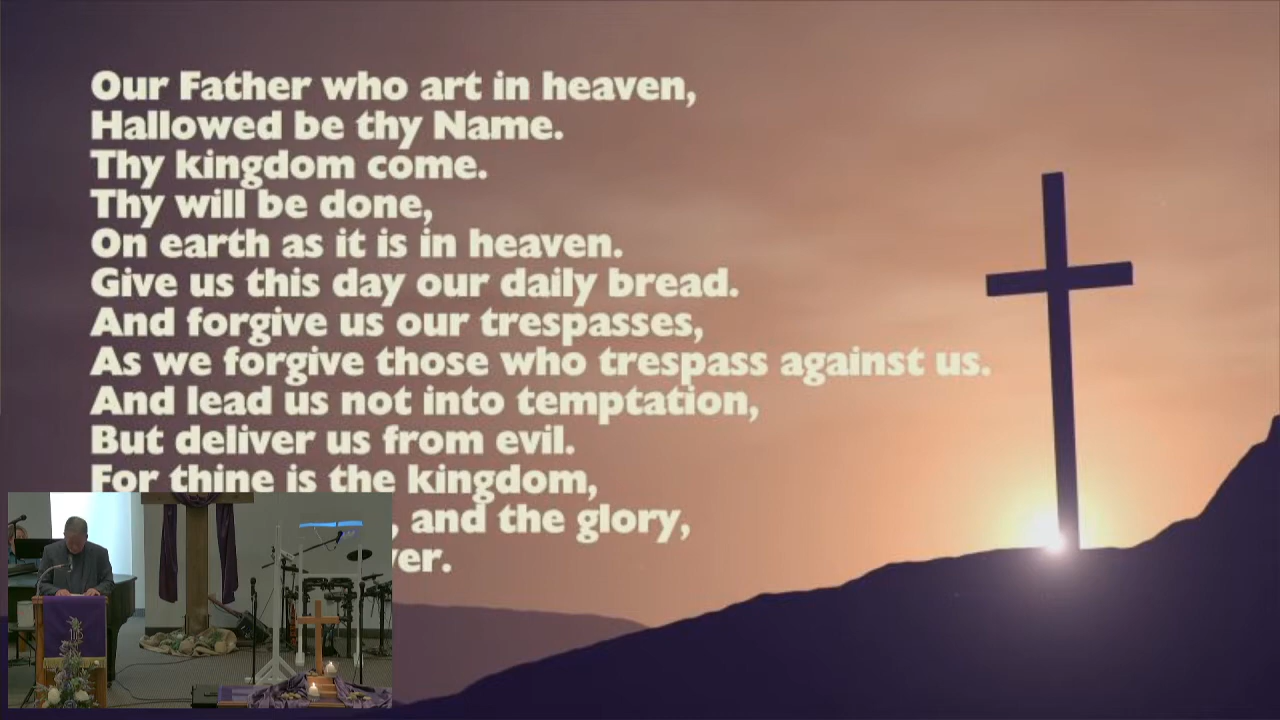 Our Father who art in heaven,
Hallowed be thy Name.
Thy kingdom come.
Thy will be done,
On earth as it is in heaven.
Give us this day our daily bread.
And forgive us our trespasses,
As we forgive those who trespass against us.
And lead us not into temptation,
But deliver us from evil.
For thine is the kingdom,
, and the glory,
ver.